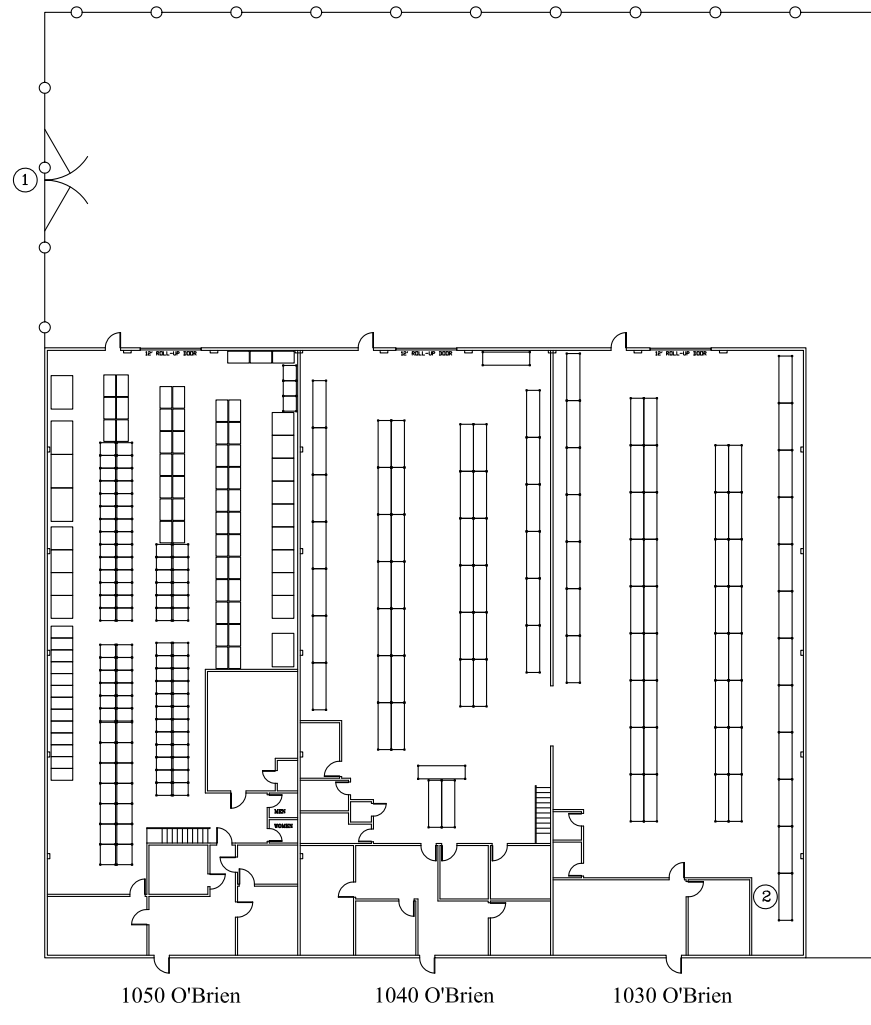 1
12' ROLL-UP DOOR
12' ROLL-UP DOOR
12' ROLL-UP DOOR
MEN
WOMEN
2
1050 O'Brien
1040 O'Brien
1030 O'Brien